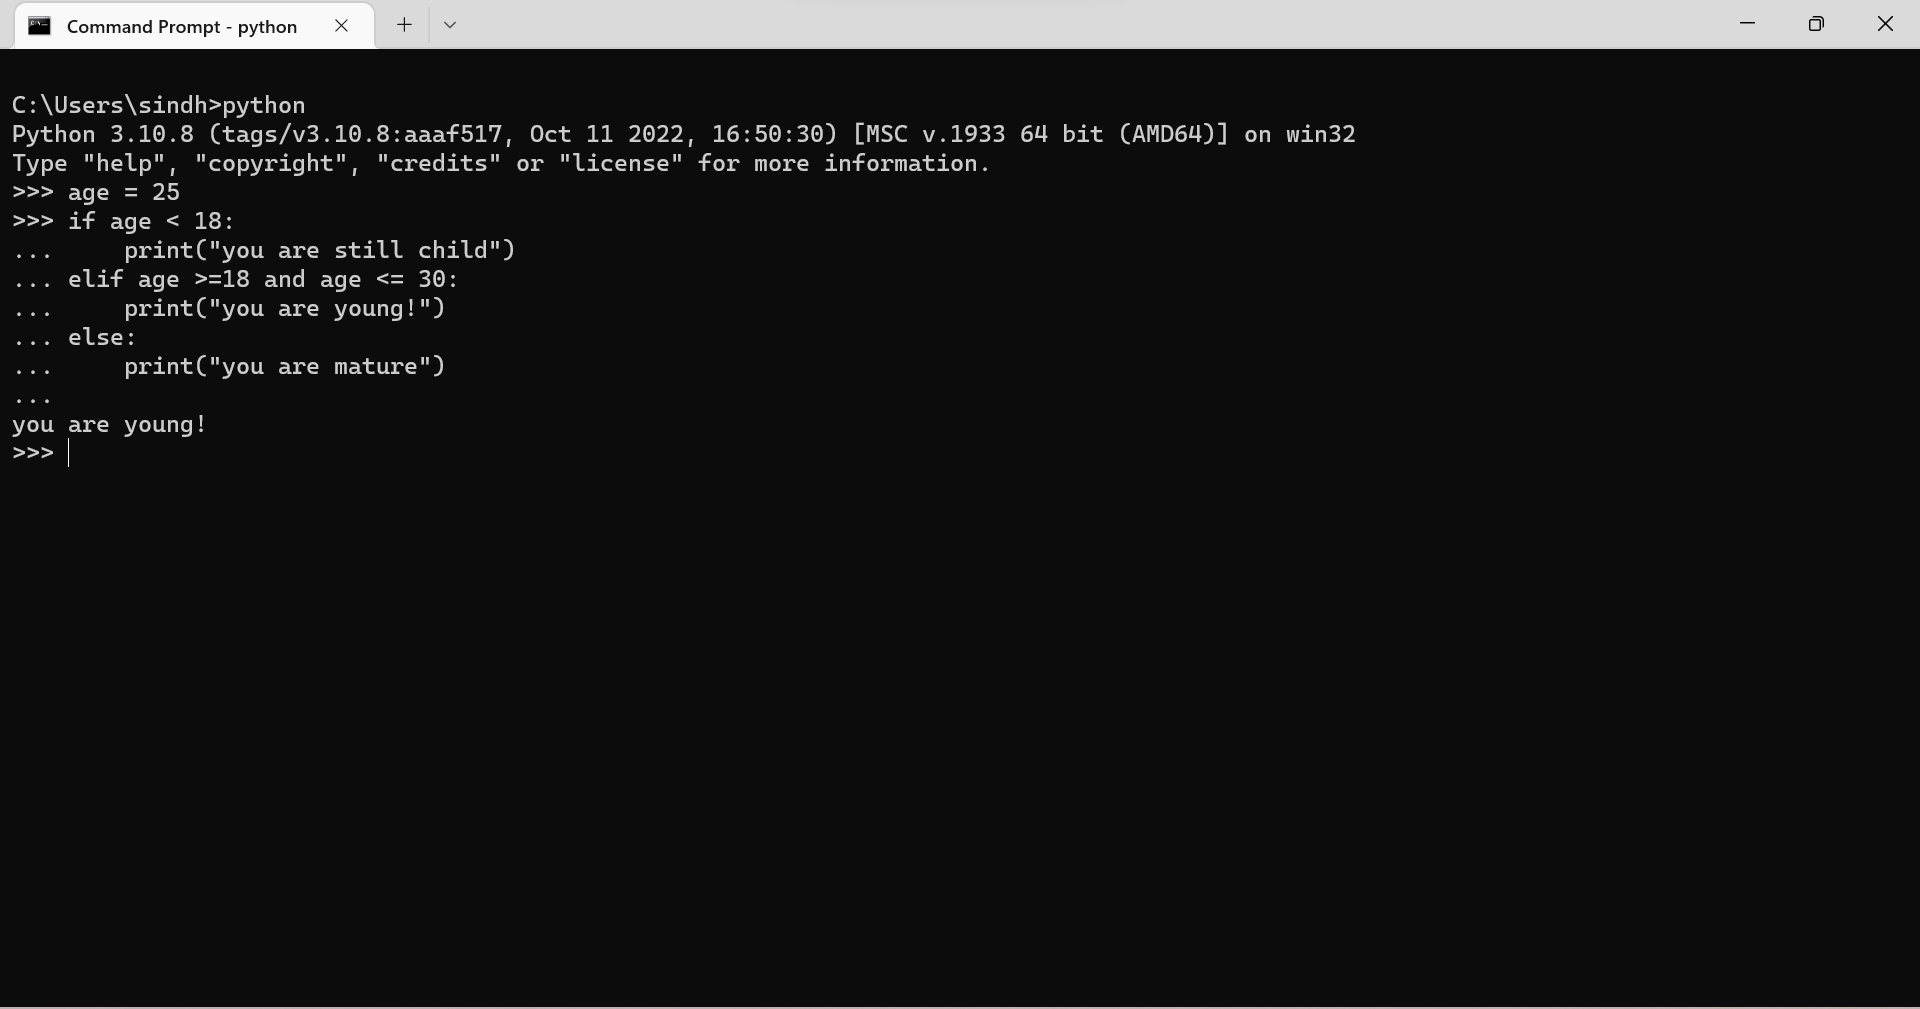 Command Prompt - python
C:\Users\sindh>python
Python 3.10.8 (tags/v3.10.8:aaaf517, Oct 11 2022, 16:50:30) [MSC v.1933 64 bit (AMD64)] on win32
Type "help", "copyright", "credits" or "license" for more information.
>>> age = 25
>>> if age < 18:
...     print("you are still child")
... elif age >=18 and age <= 30:
...     print("you are young!")
... else:
...     print("you are mature")
...
you are young!
>>>